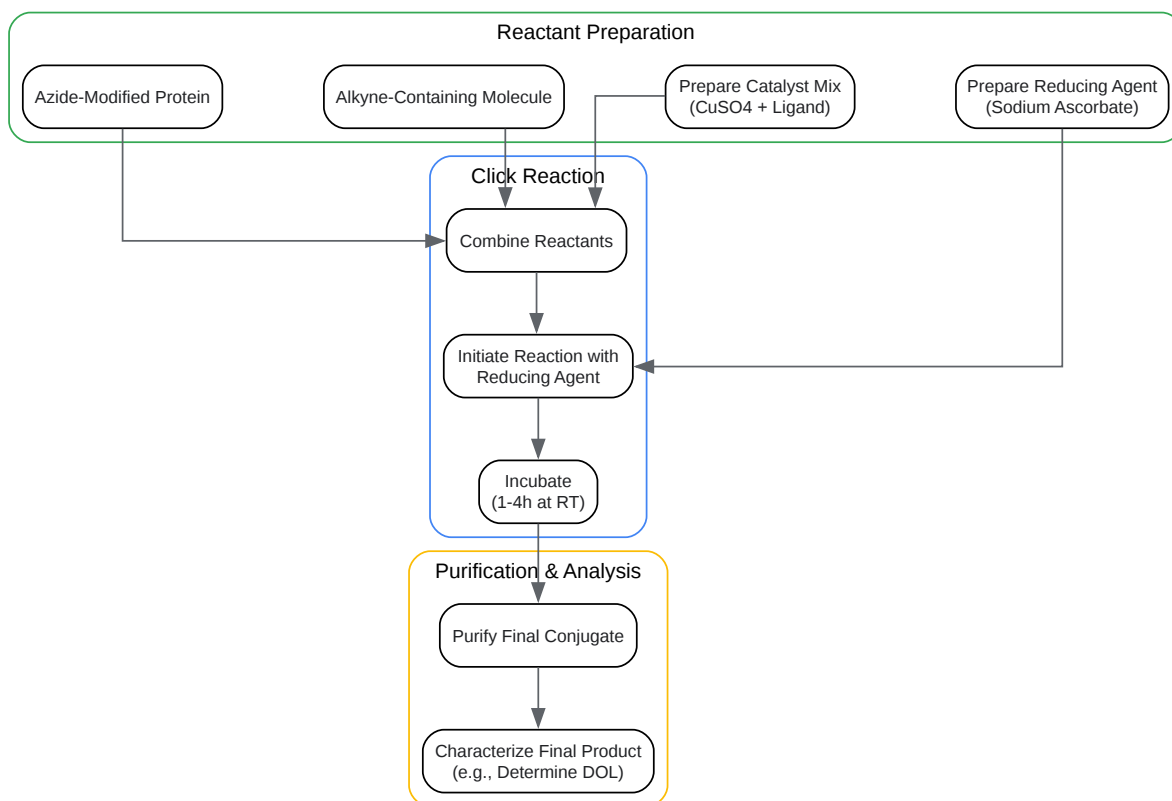 Reactant Preparation
Azide-Modified Protein
Alkyne-Containing Molecule
Prepare Catalyst Mix
(CuSO4 + Ligand)
Prepare Reducing Agent
(Sodium Ascorbate)
Click Reaction
Combine Reactants
Initiate Reaction with
Reducing Agent
Incubate
(1-4h at RT)
Purification & Analysis
Purify Final Conjugate
Characterize Final Product
(e.g., Determine DOL)